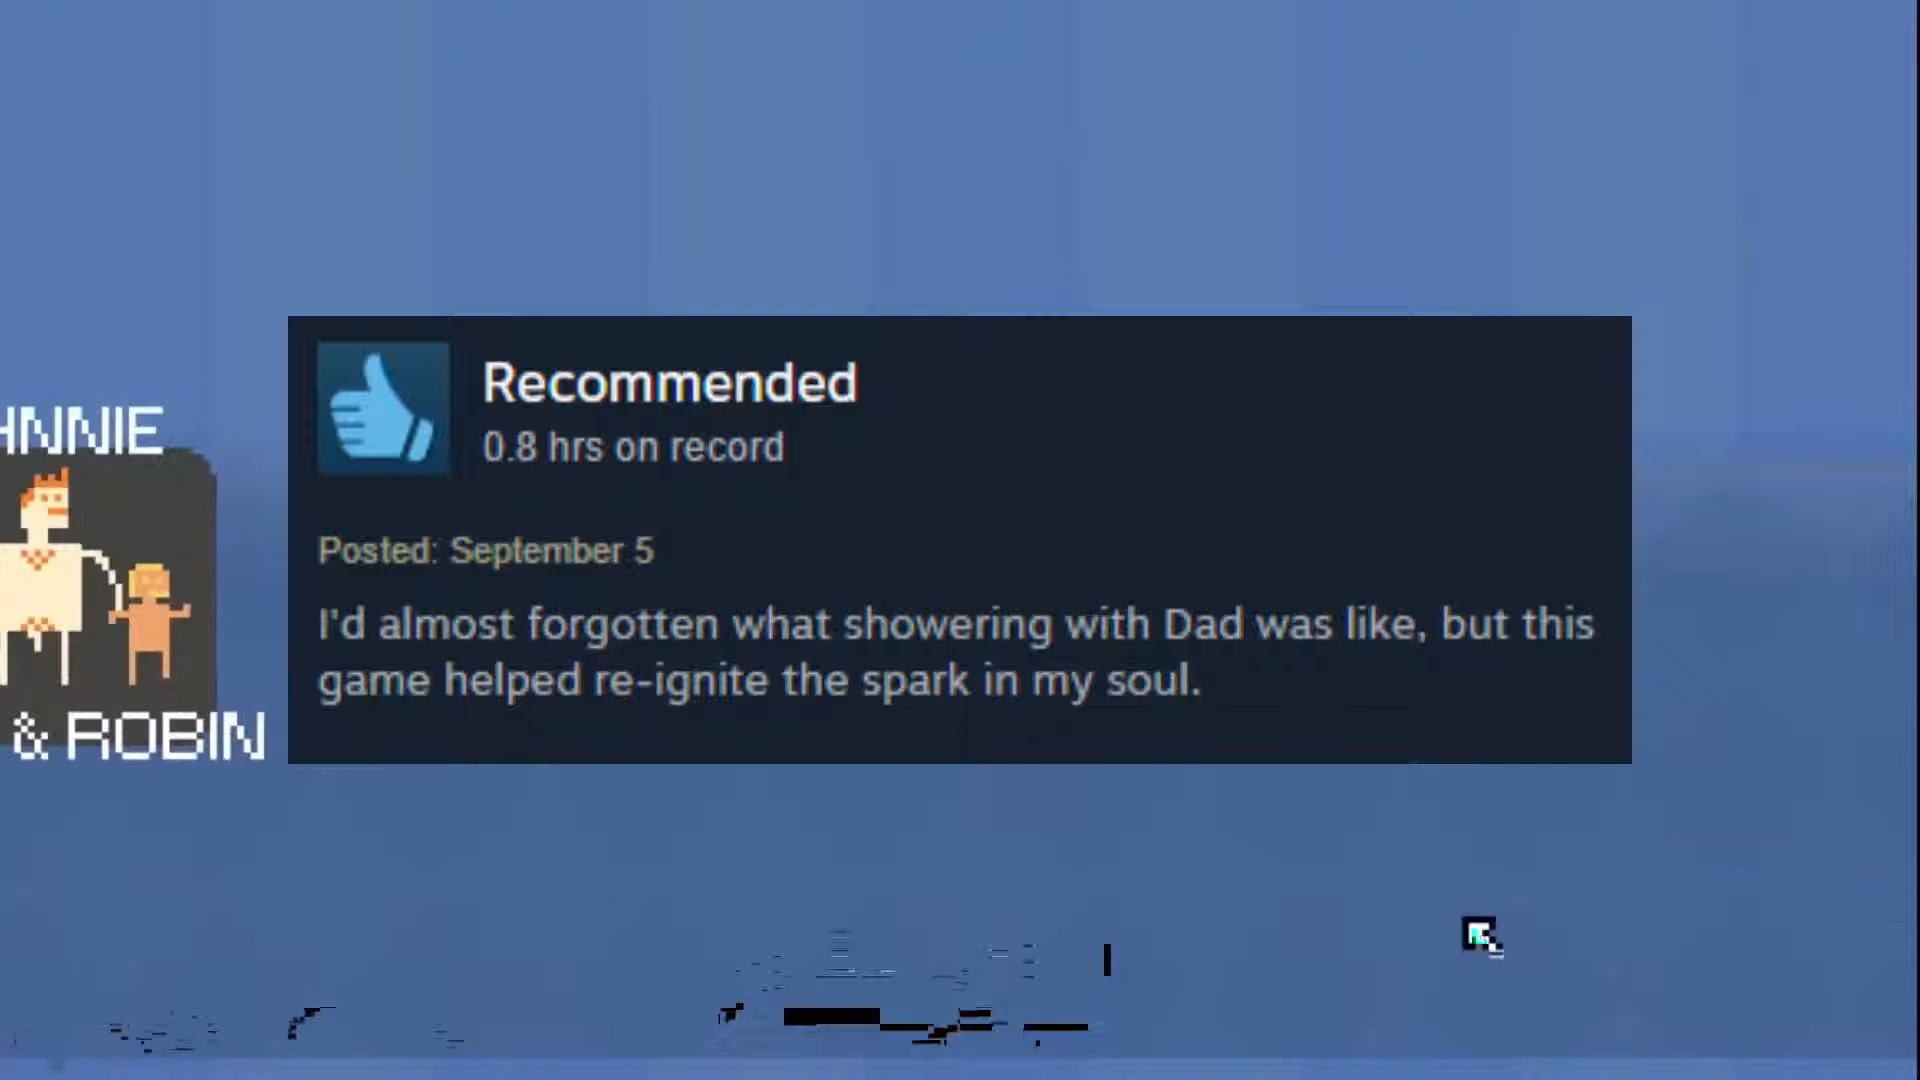 HNNIE
& ROBIN
Recommended
0.8 hrs on record
Posted: September 5
I'd almost forgotten what showering with Dad was like, but this
game helped re-ignite the spark in my soul.